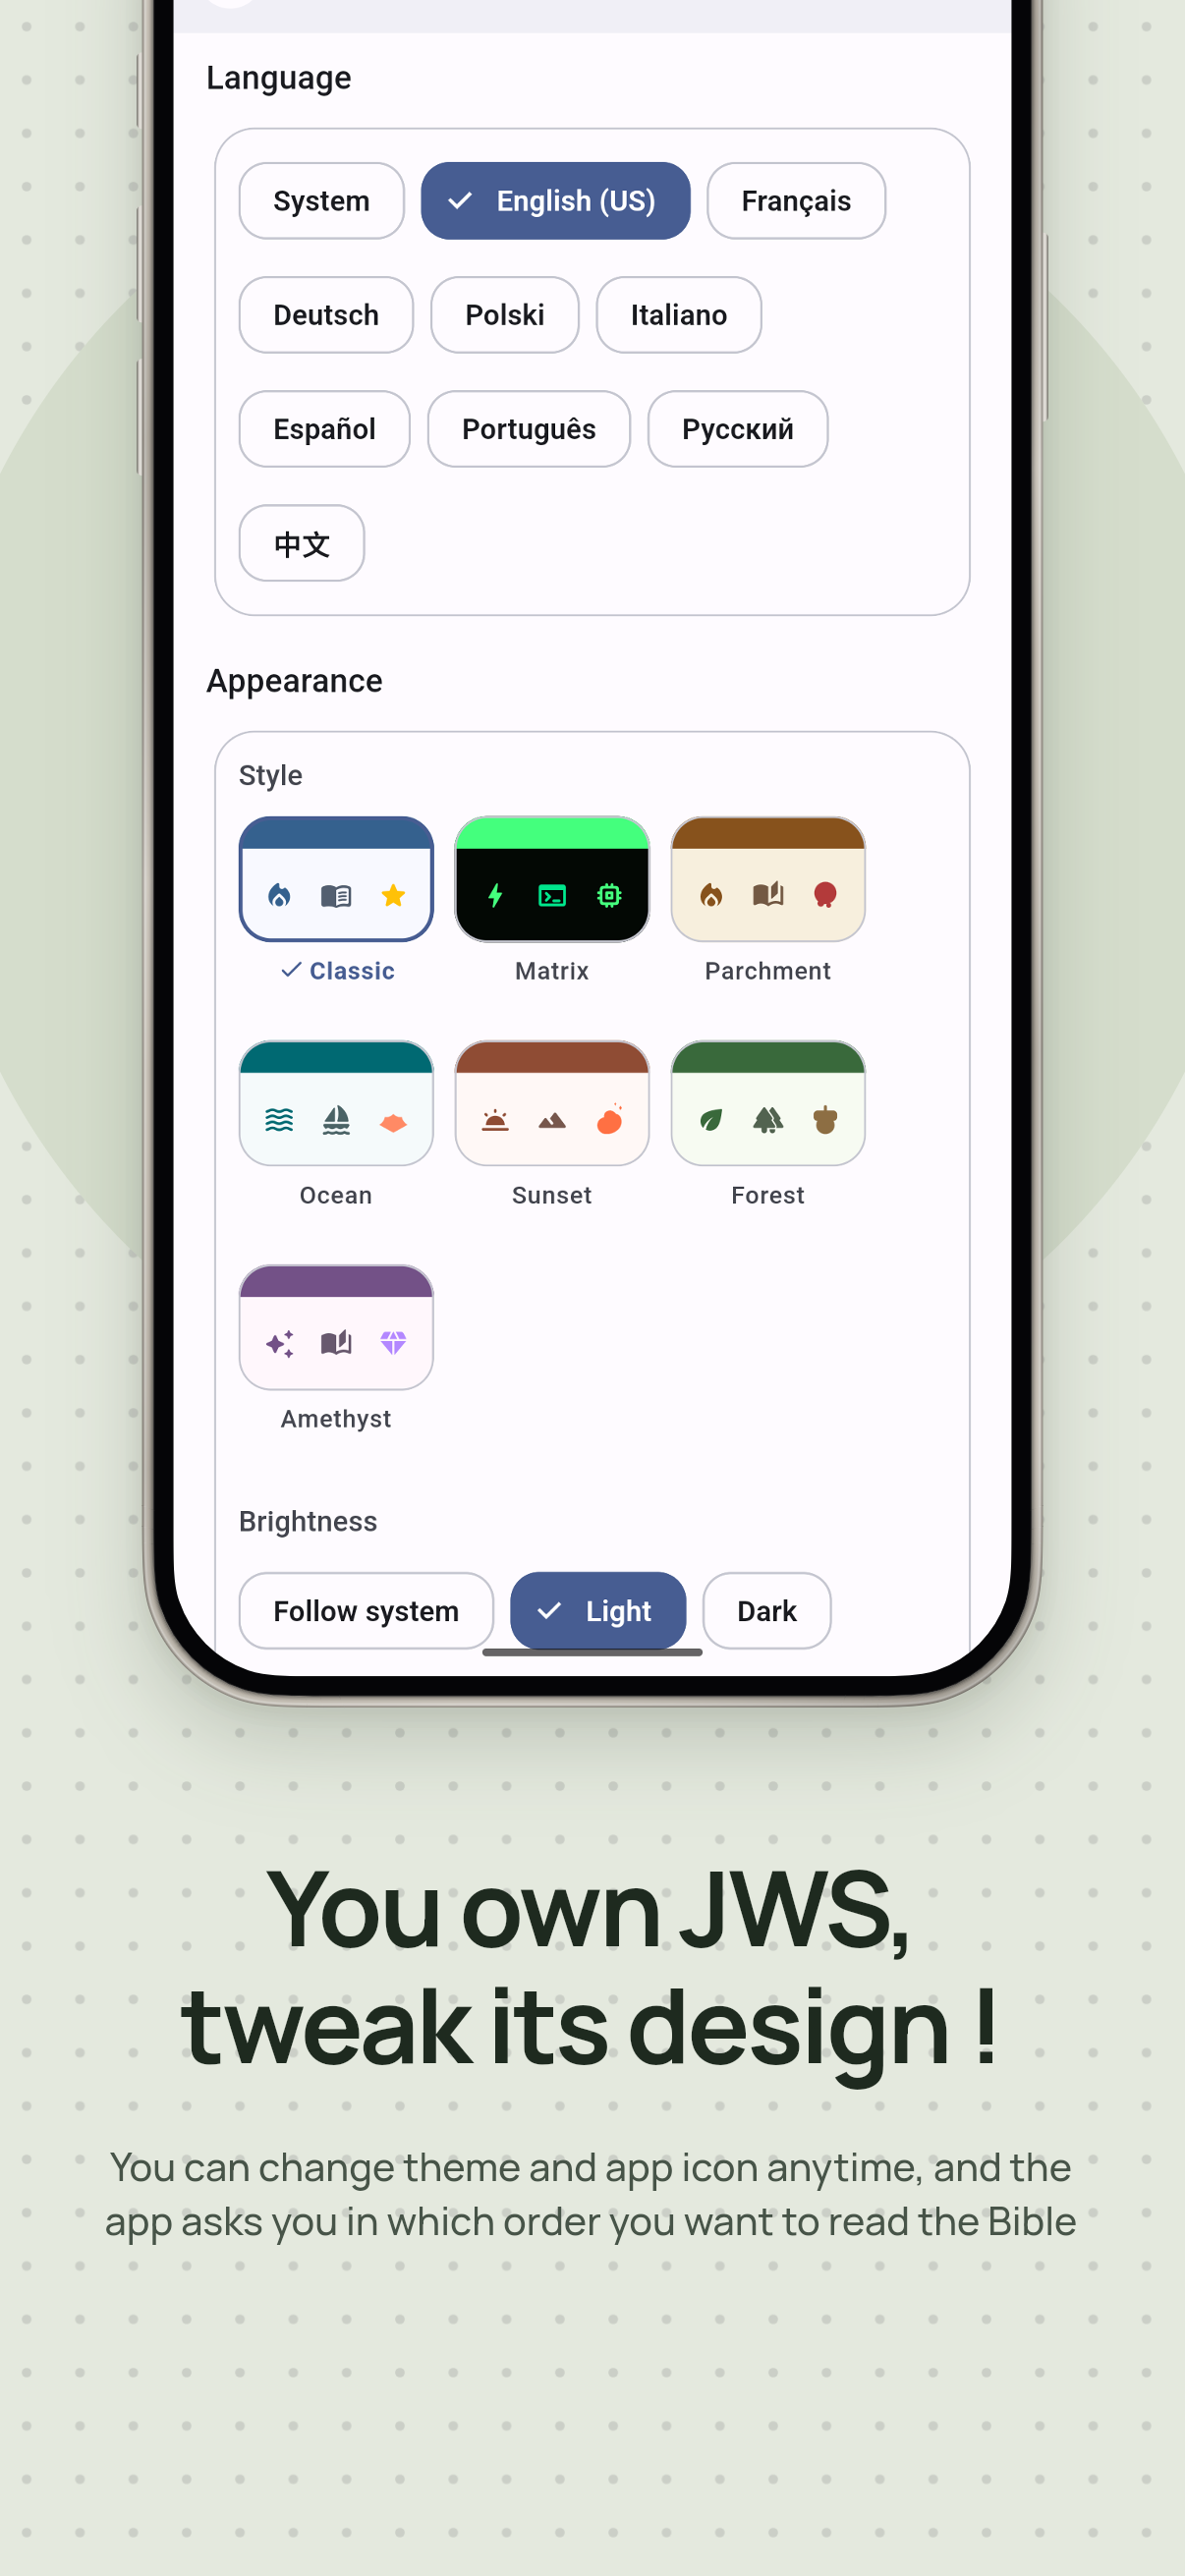 Language
System English (US) Français
Deutsch Polski Italiano
Español Português Русский
中文
Appearance
Style
Classic Matrix Parchment
Ocean Sunset Forest
Amethyst
Brightness
Follow system Light Dark
You own JWS,
tweak its design !
You can change theme and app icon anytime, and the
app asks you in which order you want to read the Bible